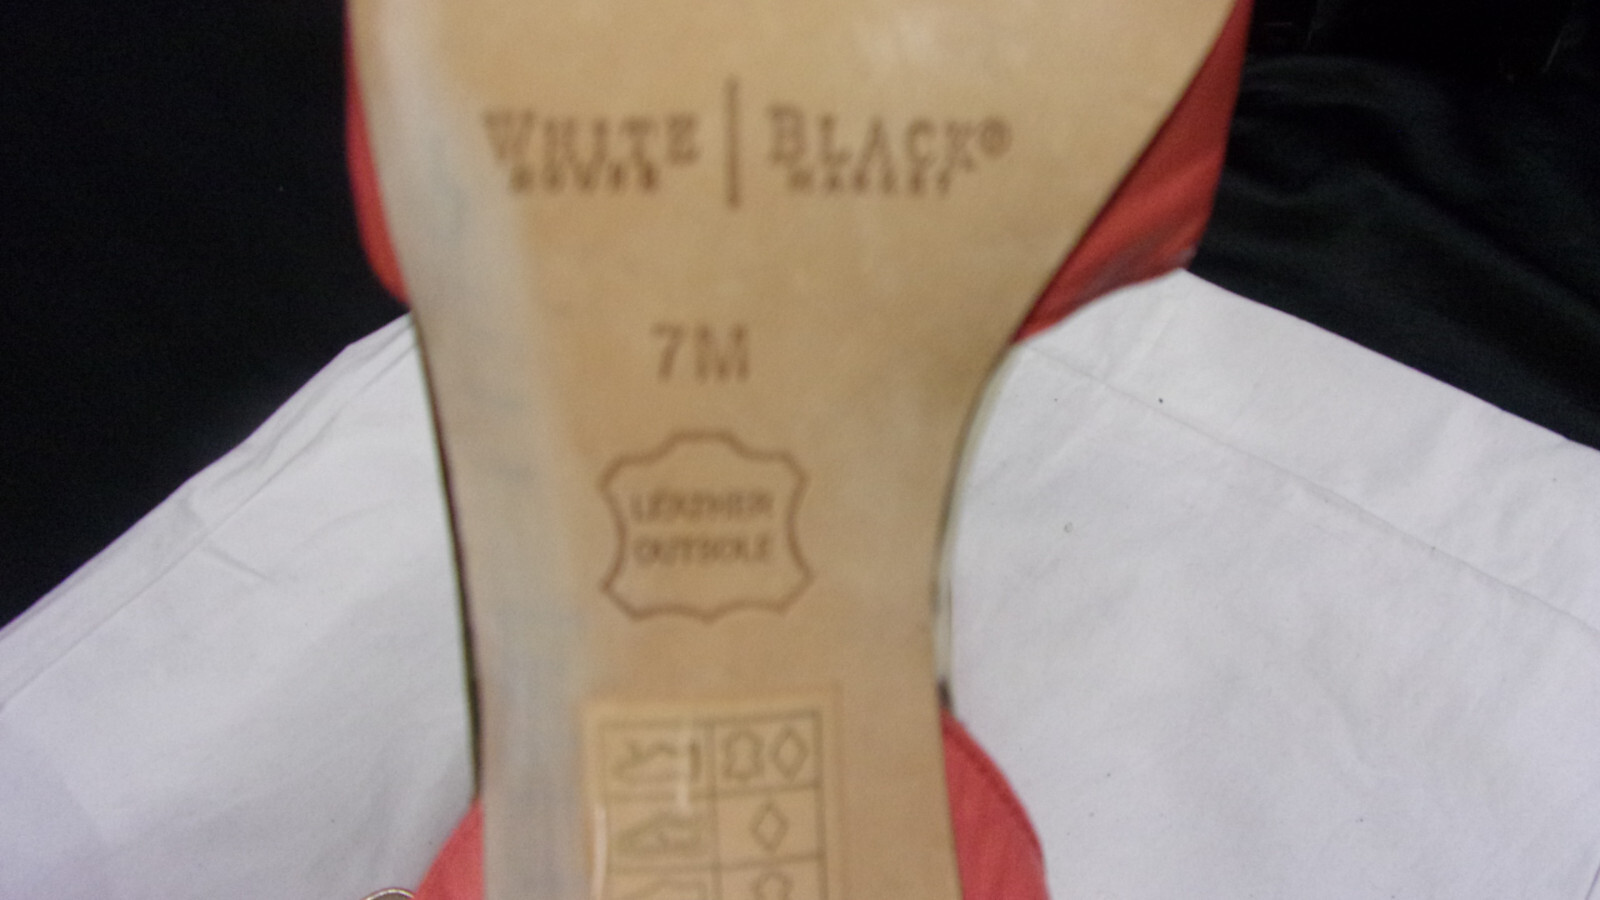 WHITE | BLACK®
HOUSE | MARKET
7M
LEATHER
OUTSOLE